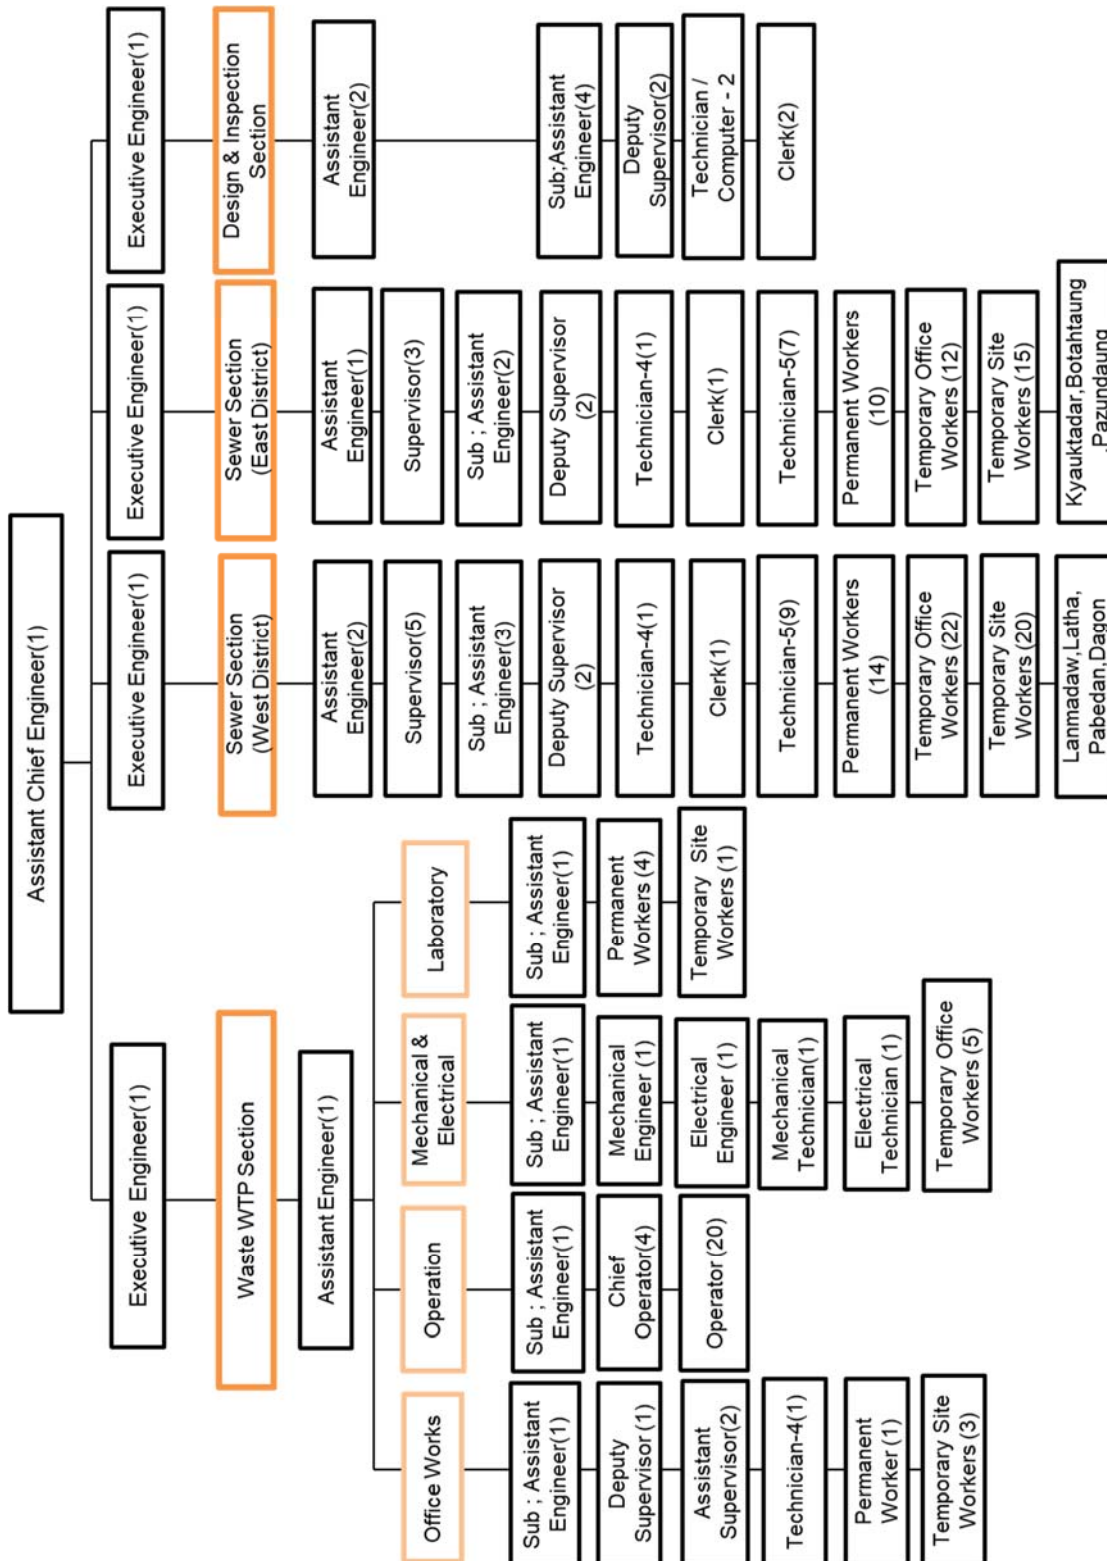 Assistant Chief Engineer(1)
Executive Engineer(1)
Waste WTP Section
Assistant Engineer(1)
Office Works
Sub ; Assistant
Engineer(1)
Deputy
Supervisor (1)
Assistant
Supervisor(2)
Technician-4(1)
Permanent
Worker (1)
Temporary Site
Workers (3)
Operation
Sub ; Assistant
Engineer(1)
Chief
Operator(4)
Operator (20)
Mechanical &
Electrical
Sub ; Assistant
Engineer(1)
Mechanical
Engineer (1)
Electrical
Engineer (1)
Mechanical
Technician(1)
Electrical
Technician (1)
Temporary Office
Workers (5)
Laboratory
Sub ; Assistant
Engineer(1)
Permanent
Workers (4)
Temporary Site
Workers (1)
Executive Engineer(1)
Sewer Section
(West District)
Assistant
Engineer(2)
Supervisor(5)
Sub ; Assistant
Engineer(3)
Deputy Supervisor
(2)
Technician-4(1)
Clerk(1)
Technician-5(9)
Permanent Workers
(14)
Temporary Office
Workers (22)
Temporary Site
Workers (20)
Lanmadaw,Latha,
Pabedan,Dagon
Executive Engineer(1)
Sewer Section
(East District)
Assistant
Engineer(1)
Supervisor(3)
Sub ; Assistant
Engineer(2)
Deputy Supervisor
(2)
Technician-4(1)
Clerk(1)
Technician-5(7)
Permanent Workers
(10)
Temporary Office
Workers (12)
Temporary Site
Workers (15)
Kyauktadar,Botahtaung
Pazundaung
Executive Engineer(1)
Design & Inspection
Section
Assistant
Engineer(2)
Sub;Assistant
Engineer(4)
Deputy
Supervisor(2)
Technician /
Computer - 2
Clerk(2)